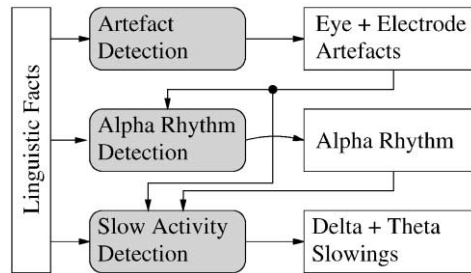 Linguistic Facts
Artefact
Detection
Eye + Electrode
Artefacts
Alpha Rhythm
Detection
Alpha Rhythm
Slow Activity
Detection
Delta + Theta
Slowings